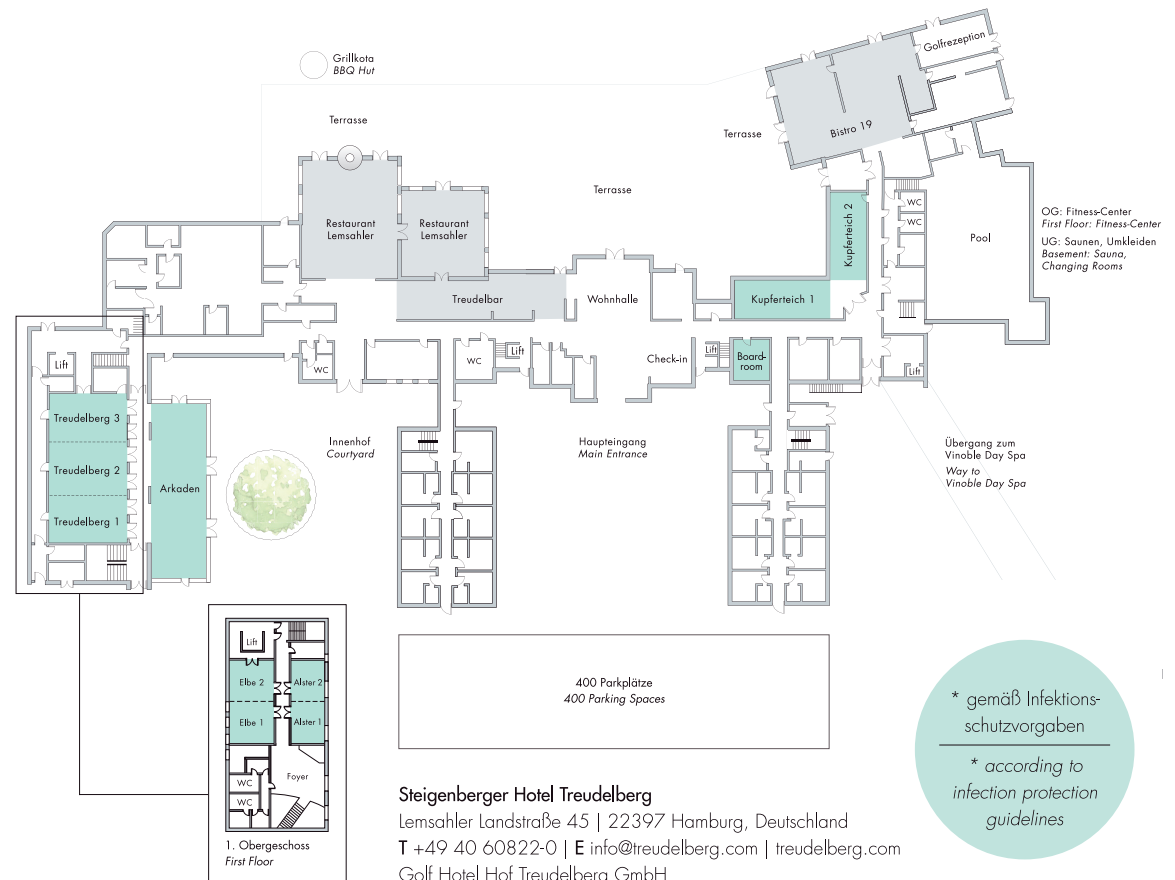 Grillkota
BBQ Hut
Golfrezeption
Terrasse
Terrasse
Bistro 19
Terrasse
Restaurant
Lemsahler
Restaurant
Lemsahler
Kupferteich 2
WC
WC
Pool
OG: Fitness-Center
First Floor: Fitness-Center
UG: Saunen, Umkleiden
Basement: Sauna,
Changing Rooms
Treudelbar
Wohnhalle
Kupferteich 1
Lift
WC
WC
Lift
Check-in
Lift
Board-
room
Lift
Treudelberg 3
Treudelberg 2
Treudelberg 1
Arkaden
Innenhof
Courtyard
Haupteingang
Main Entrance
Übergang zum
Vinoble Day Spa
Way to
Vinoble Day Spa
Lift
Elbe 2
Alster 2
Elbe 1
Alster 1
Foyer
WC
WC
1. Obergeschoss
First Floor
400 Parkplätze
400 Parking Spaces
* gemäß Infektions-
schutzvorgaben
* according to
infection protection
guidelines
Steigenberger Hotel Treudelberg
Lemsahler Landstraße 45 | 22397 Hamburg, Deutschland
T +49 40 60822-0 | E info@treudelberg.com | treudelberg.com
Golf Hotel Hof Treudelberg GmbH